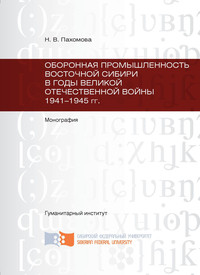 Н. В. Пахомова
ОБОРОННАЯ ПРОМЫШЛЕННОСТЬ
ВОСТОЧНОЙ СИБИРИ
В ГОДЫ ВЕЛИКОЙ
ОТЕЧЕСТВЕННОЙ ВОЙНЫ
1941–1945 гг.
Монография
Гуманитарный институт
СИБИРСКИЙ ФЕДЕРАЛЬНЫЙ УНИВЕРСИТЕТ
SIBERIAN FEDERAL UNIVERSITY